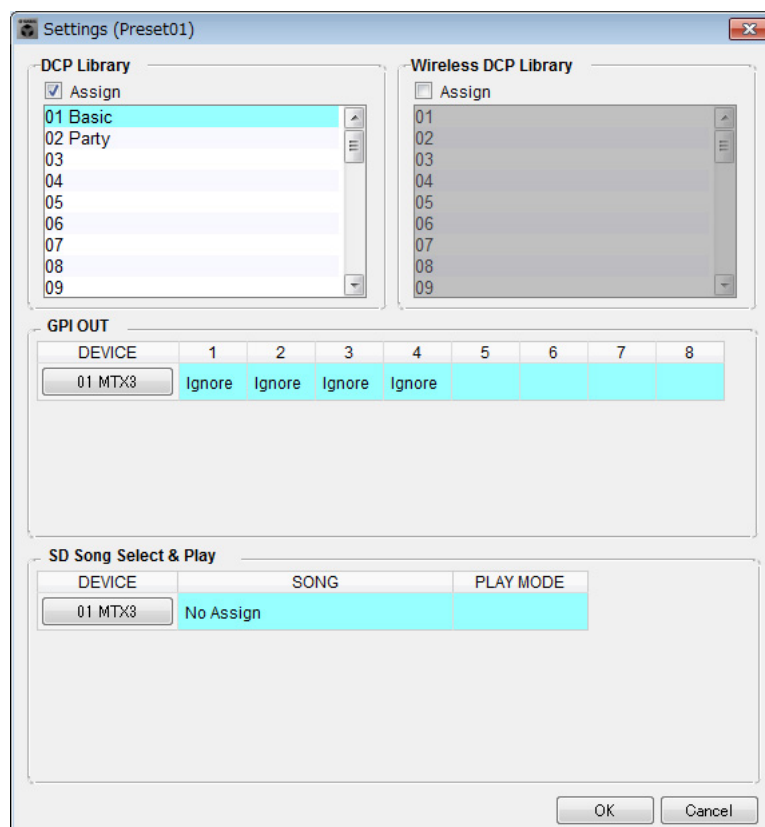 Settings (Preset01)
DCP Library
Assign
01 Basic
02 Party
03
04
05
06
07
08
09
Wireless DCP Library
Assign
01
02
03
04
05
06
07
08
09
GPI OUT
DEVICE 1 2 3 4 5 6 7 8
01 MTX3 Ignore Ignore Ignore Ignore
SD Song Select & Play
DEVICE SONG PLAY MODE
01 MTX3 No Assign
OK Cancel